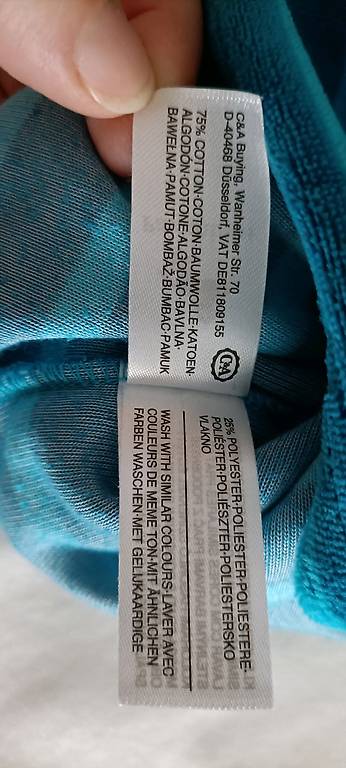 C&A Buying, Wanheimer Str. 70
D-40468 Düsseldorf, VAT DE811809155
C&A
75% COTTON·COTON·BAUMWOLLE·KATOEN·
ALGODÓN·COTONE·ALGODÃO·BAVLNA·
BAWEŁNA·PAMUT·BOMBAŽ·BUMBAC·PAMUK
25% POLYESTER·POLIESTER·POLIESTERE·
POLIÉSTER·POLIÉSZTER·POLIESTERSKO
VLAKNO
WASH WITH SIMILAR COLOURS·LAVER AVEC
COULEURS DE MEME TON·MIT ÄHNLICHEN
FARBEN WASCHEN·MET GELIJKAARDIGE